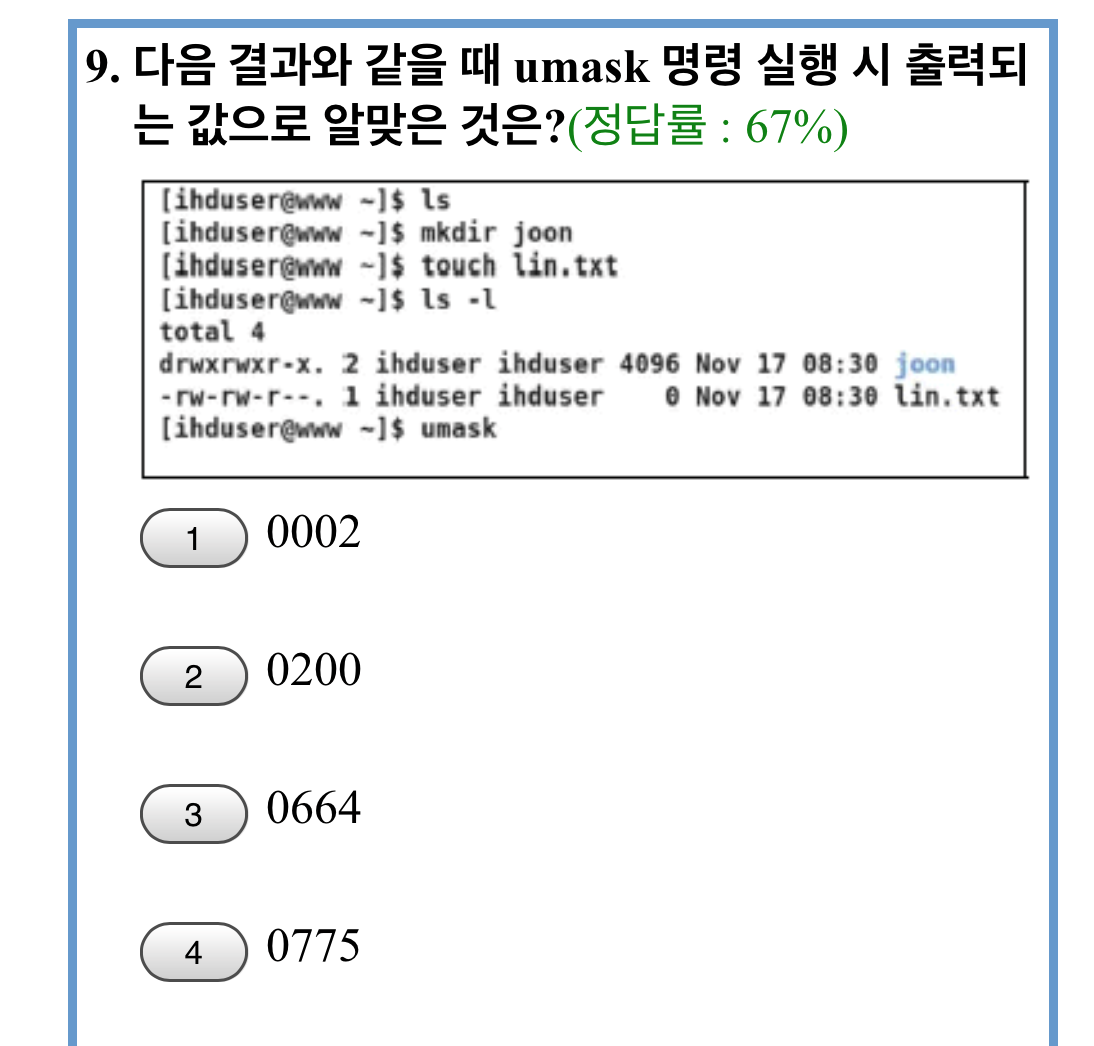 9. 다음 결과와 같을 때 umask 명령 실행 시 출력되
는 값으로 알맞은 것은?(정답률 : 67%)
[ihduser@www ~]$ ls
[ihduser@www ~]$ mkdir joon
[ihduser@www ~]$ touch lin.txt
[ihduser@www ~]$ ls -l
total 4
drwxrwxr-x. 2 ihduser ihduser 4096 Nov 17 08:30 joon
-rw-rw-r--. 1 ihduser ihduser    0 Nov 17 08:30 lin.txt
[ihduser@www ~]$ umask
1 0002
2 0200
3 0664
4 0775